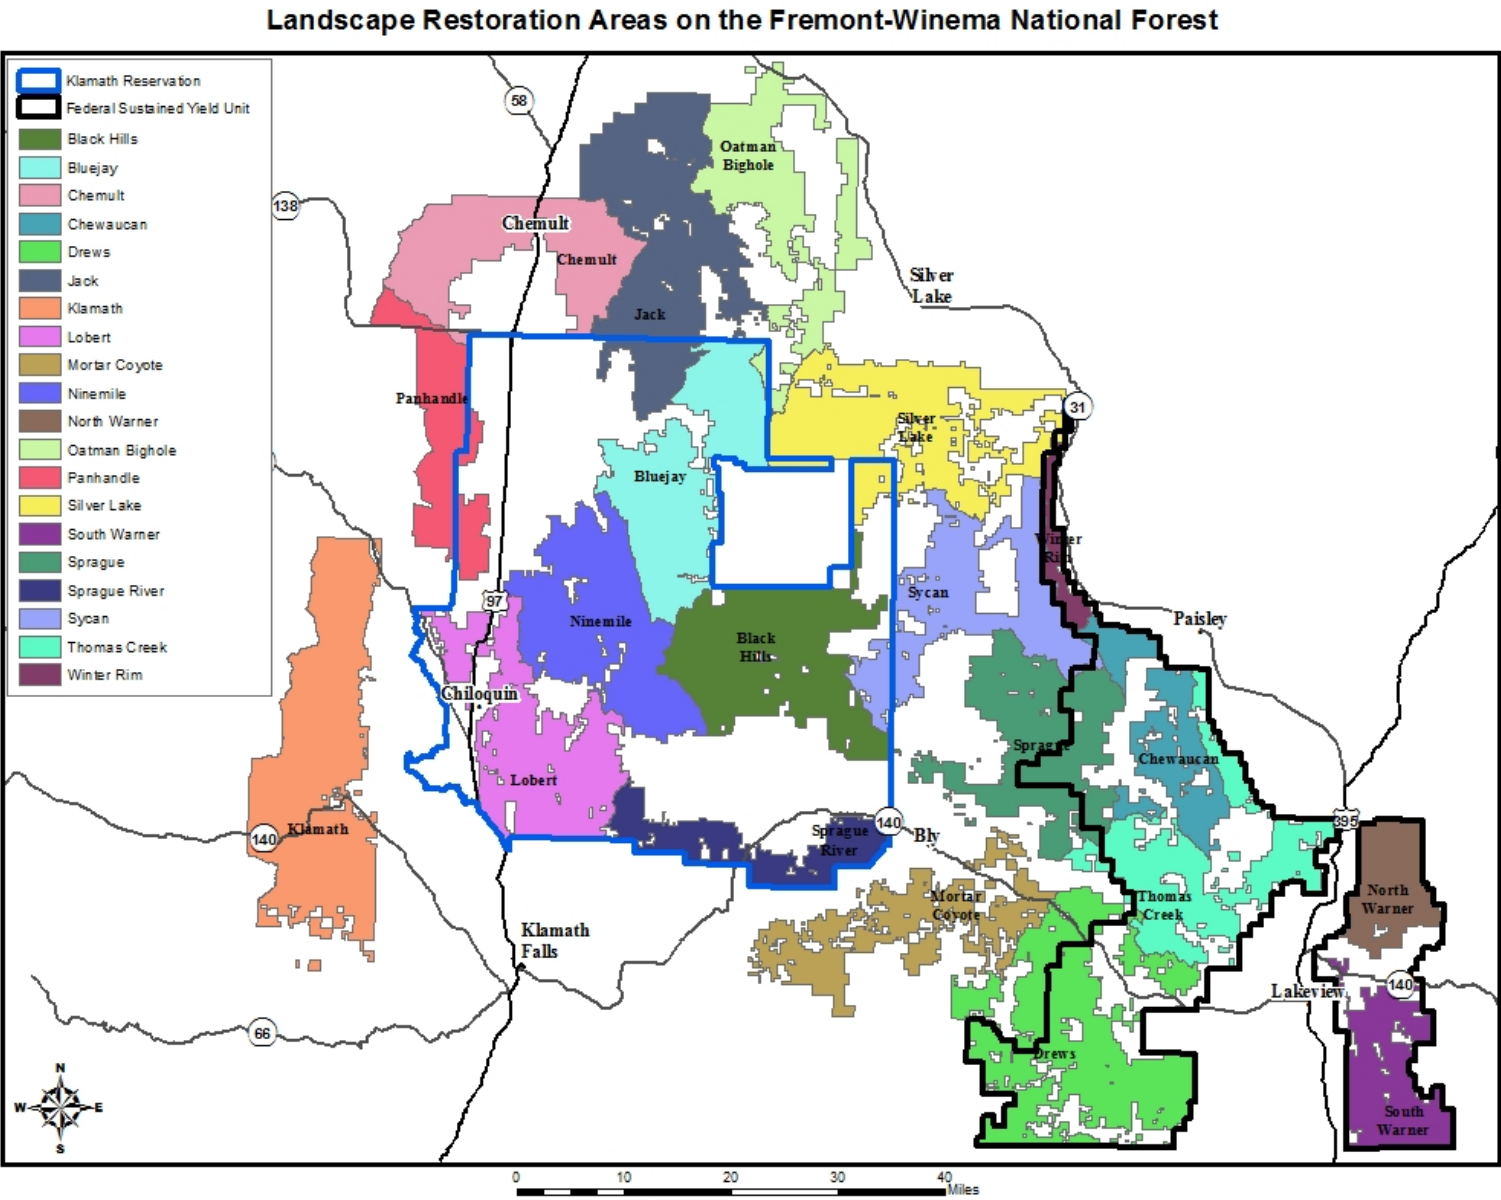 Landscape Restoration Areas on the Fremont-Winema National Forest
Klamath Reservation
Federal Sustained Yield Unit
Black Hills
Bluejay
Chemult
Chewaucan
Drews
Jack
Klamath
Lobert
Mortar Coyote
Ninemile
North Warner
Oatman Bighole
Panhandle
Silver Lake
South Warner
Sprague
Sprague River
Sycan
Thomas Creek
Winter Rim
58
138
Oatman
Bighole
Chemult
Chemult
Jack
Silver
Lake
Panhandle
31
Silver
Lake
Bluejay
Winter
Rim
97
Ninemile
Sycan
Paisley
Black
Hills
Chiloquin
Sprague
Chewaucan
Lobert
140
Klamath
Sprague
River
140
Bly
395
Mortar
Coyote
Thomas
Creek
North
Warner
Klamath
Falls
Lakeview
140
66
Drews
South
Warner
N
W
E
S
0
10
20
30
40
Miles